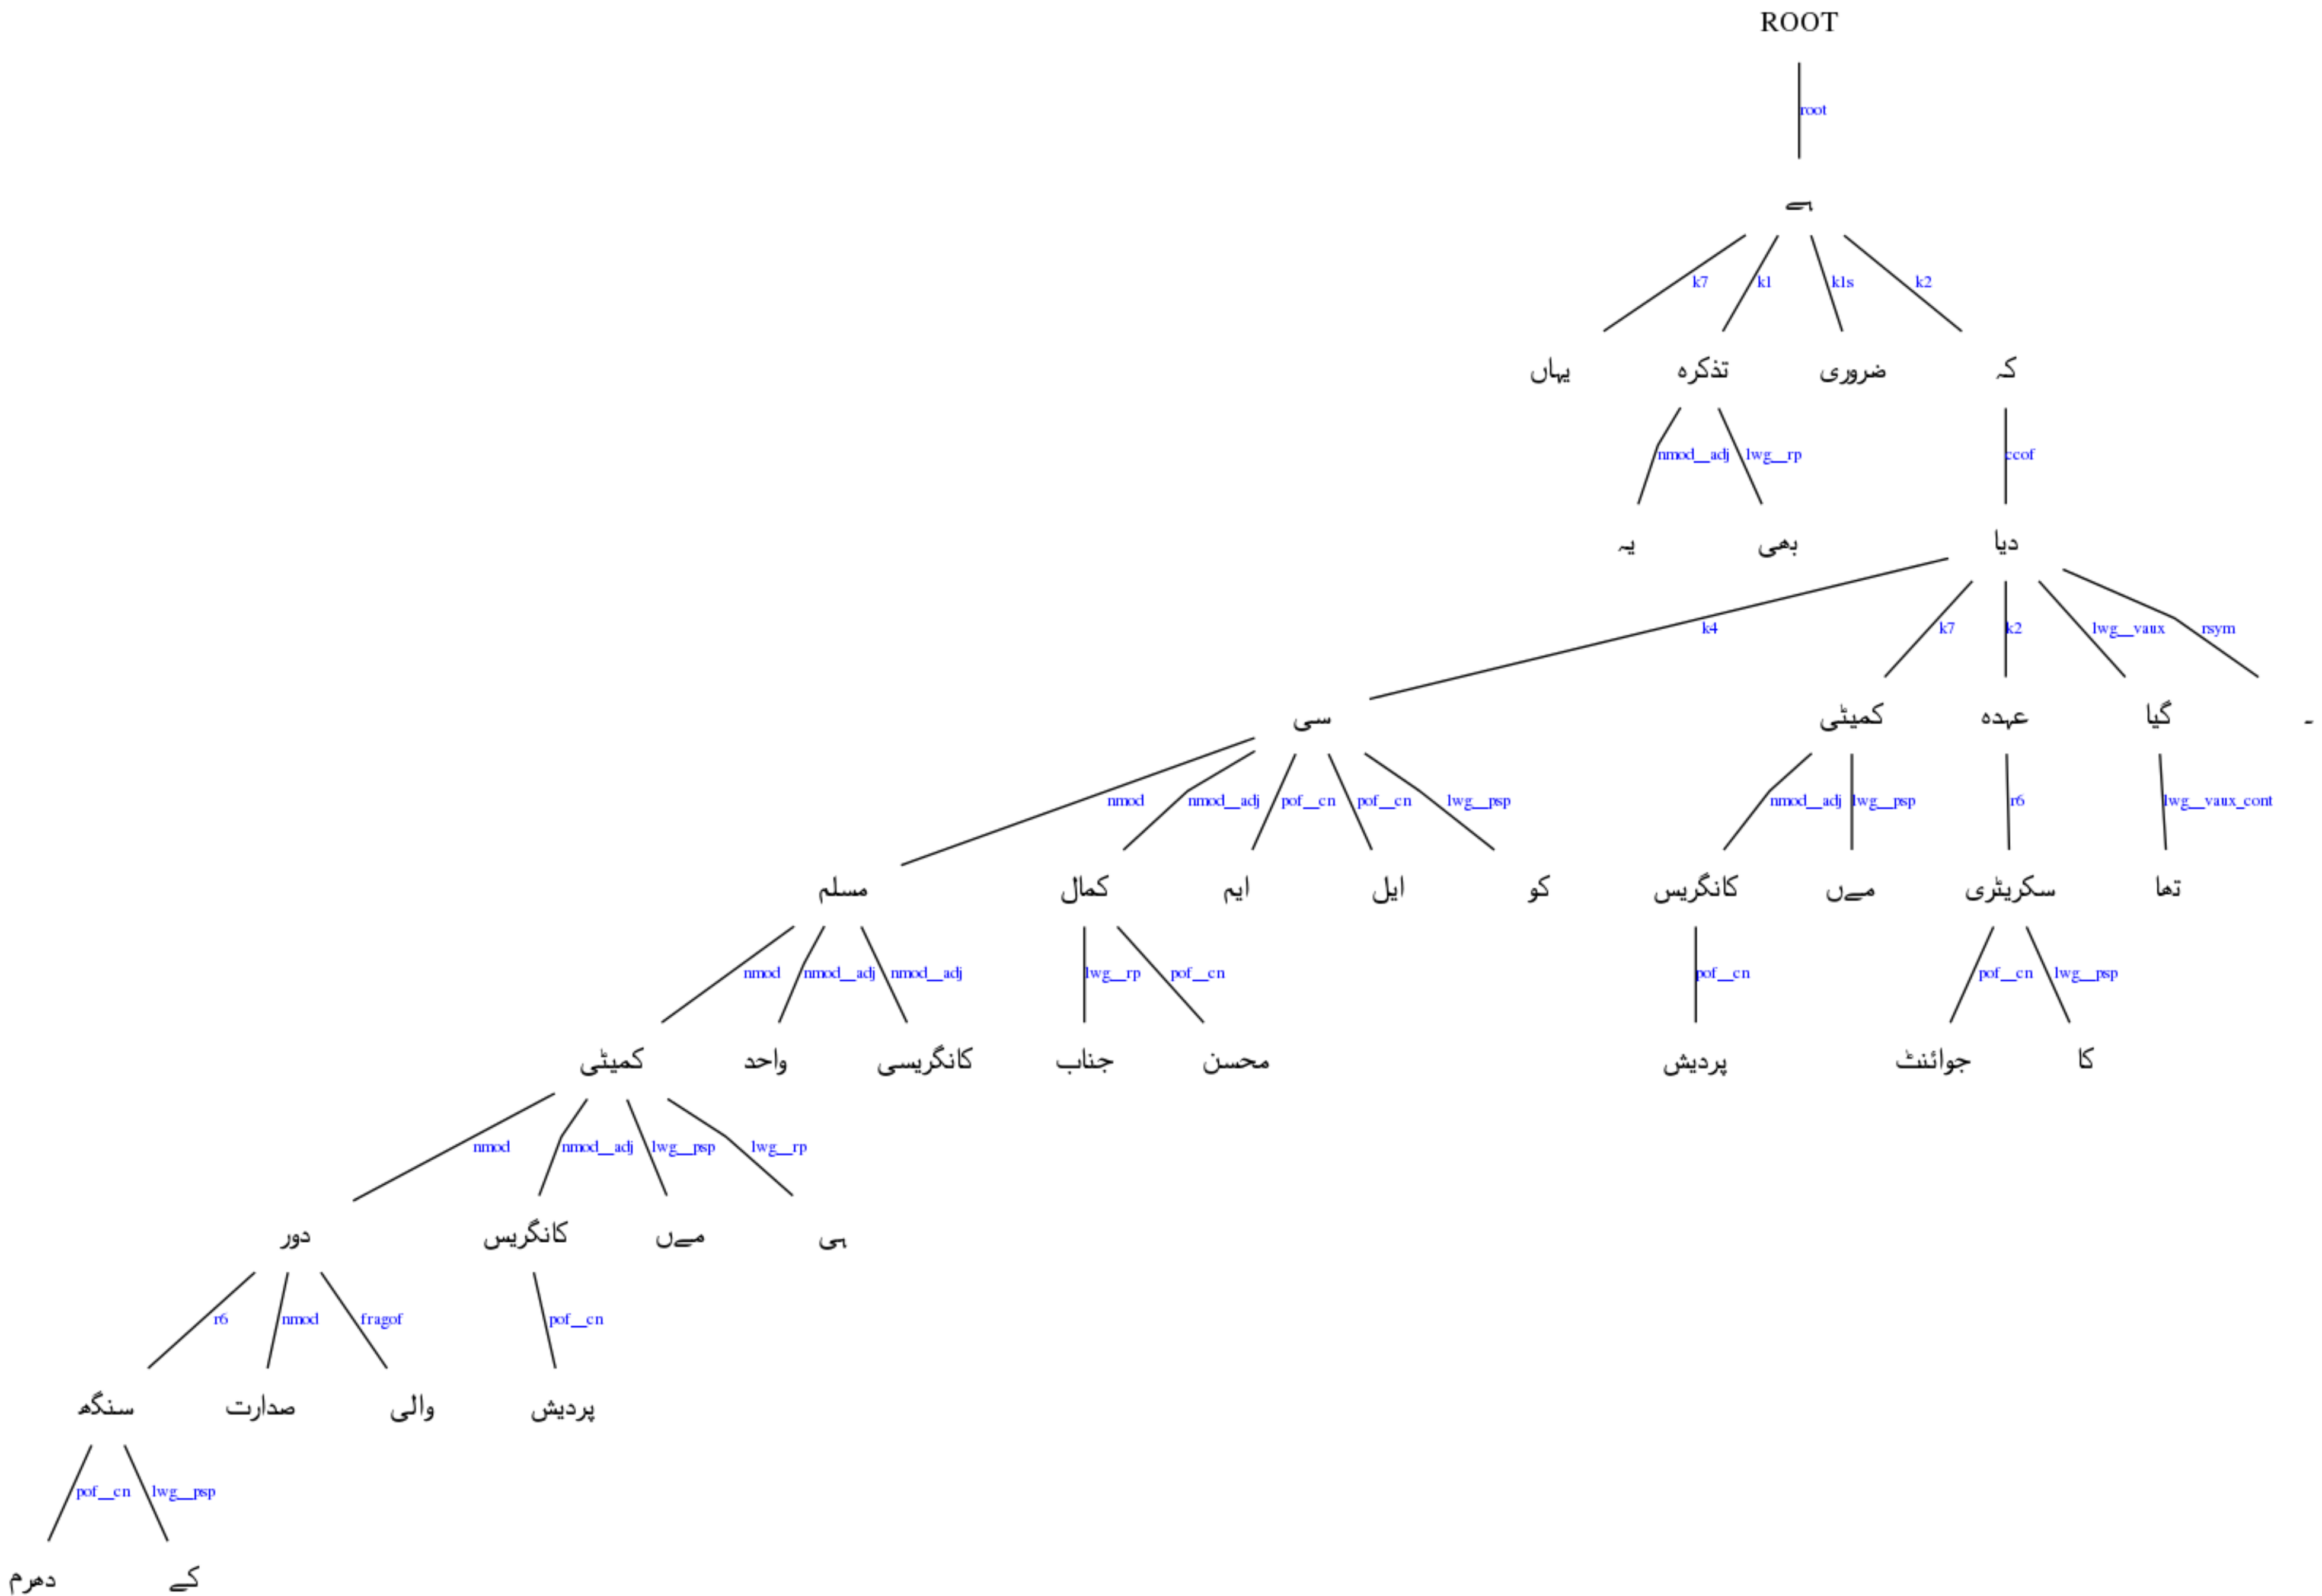 ROOT
root
ہے
k7 k1 k1s k2
یہاں تذکرہ ضروری کہ
nmod__adj lwg__rp ccof
یہ بھی دیا
k4 k7 k2 lwg__vaux rsym
سی کمیٹی عہدہ گیا ۔
nmod nmod__adj pof__cn pof__cn lwg__psp nmod__adj lwg__psp r6 lwg__vaux_cont
مسلم کمال ایم ایل کو کانگریس مےں سکریٹری تھا
nmod nmod__adj nmod__adj lwg__rp pof__cn pof__cn pof__cn lwg__psp
کمیٹی واحد کانگریسی جناب محسن پردیش جوائنٹ کا
nmod nmod__adj lwg__psp lwg__rp
دور کانگریس مےں ہی
r6 nmod fragof pof__cn
سنگھ صدارت والی پردیش
pof__cn lwg__psp
دھرم کے